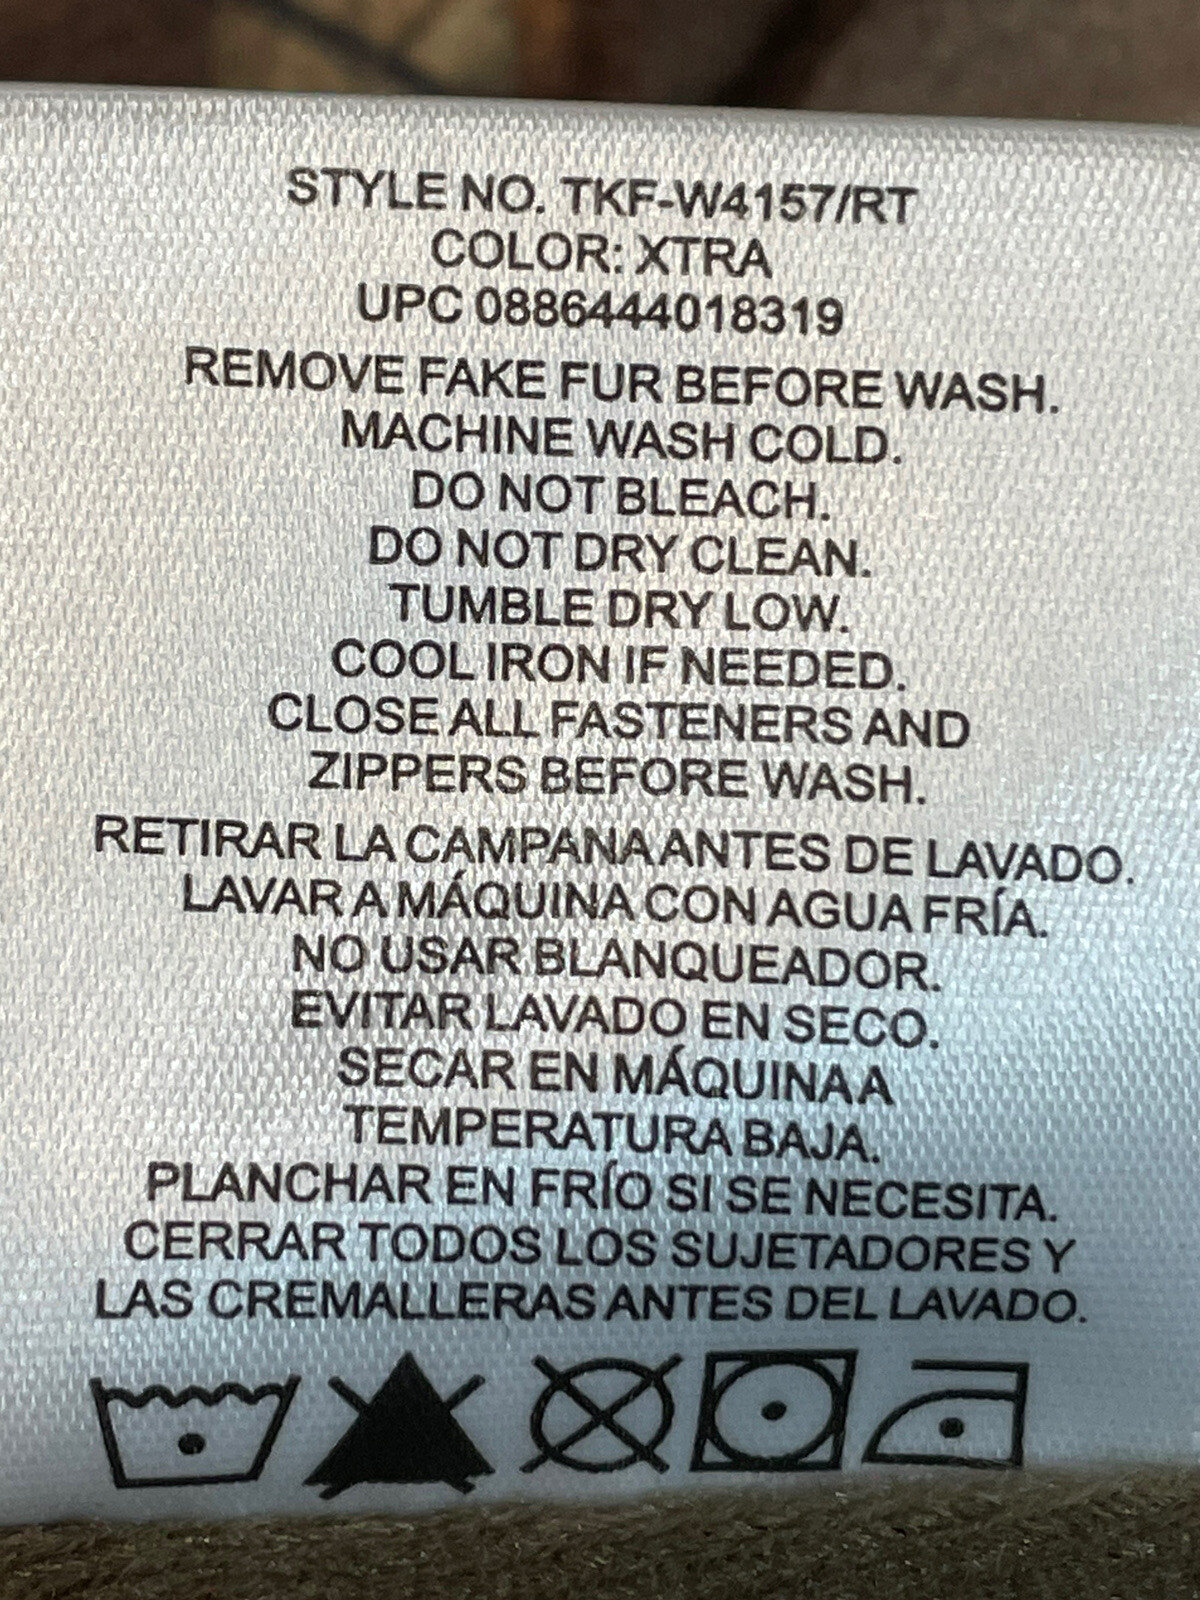 STYLE NO. TKF-W4157/RT
COLOR: XTRA
UPC 0886444018319
REMOVE FAKE FUR BEFORE WASH.
MACHINE WASH COLD.
DO NOT BLEACH.
DO NOT DRY CLEAN.
TUMBLE DRY LOW.
COOL IRON IF NEEDED.
CLOSE ALL FASTENERS AND
ZIPPERS BEFORE WASH.
RETIRAR LA CAMPANA ANTES DE LAVADO.
LAVAR A MÁQUINA CON AGUA FRÍA.
NO USAR BLANQUEADOR.
EVITAR LAVADO EN SECO.
SECAR EN MÁQUINA A
TEMPERATURA BAJA.
PLANCHAR EN FRÍO SI SE NECESITA.
CERRAR TODOS LOS SUJETADORES Y
LAS CREMALLERAS ANTES DEL LAVADO.